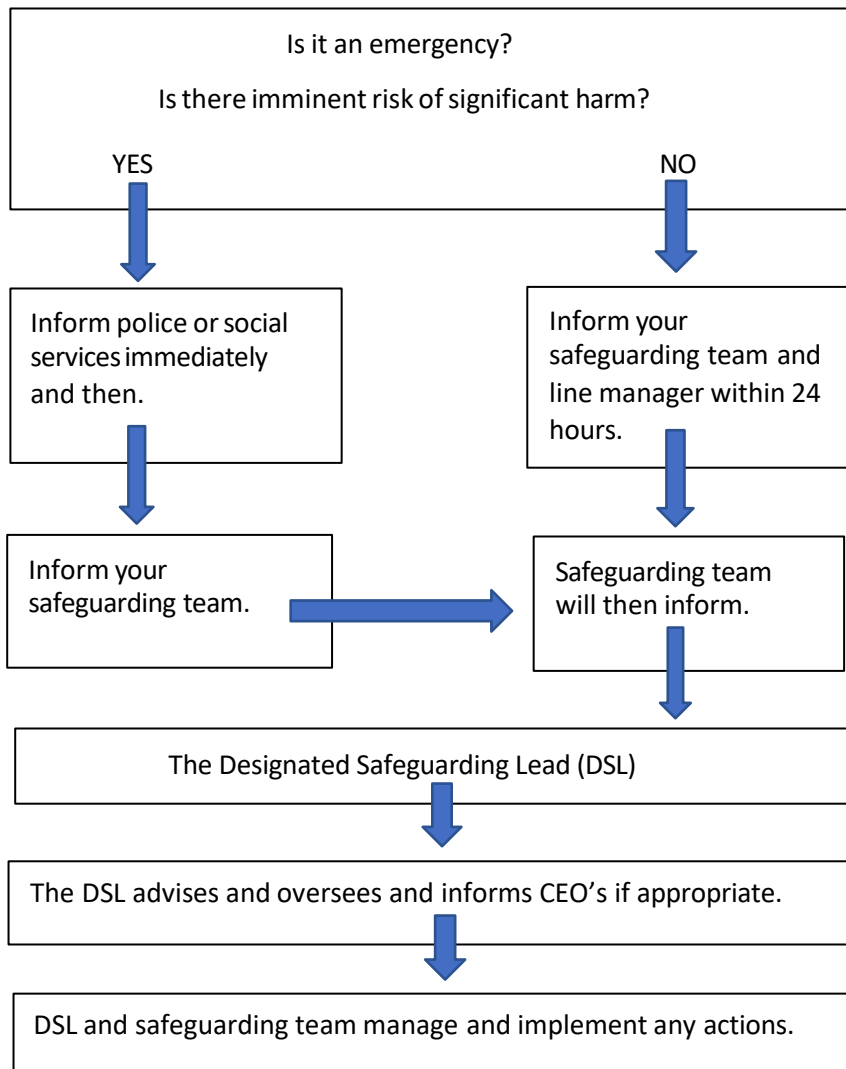 Is it an emergency?
Is there imminent risk of significant harm?
YES
NO
Inform police or social
services immediately
and then.
Inform your
safeguarding team and
line manager within 24
hours.
Inform your
safeguarding team.
Safeguarding team
will then inform.
The Designated Safeguarding Lead (DSL)
The DSL advises and oversees and informs CEO’s if appropriate.
DSL and safeguarding team manage and implement any actions.